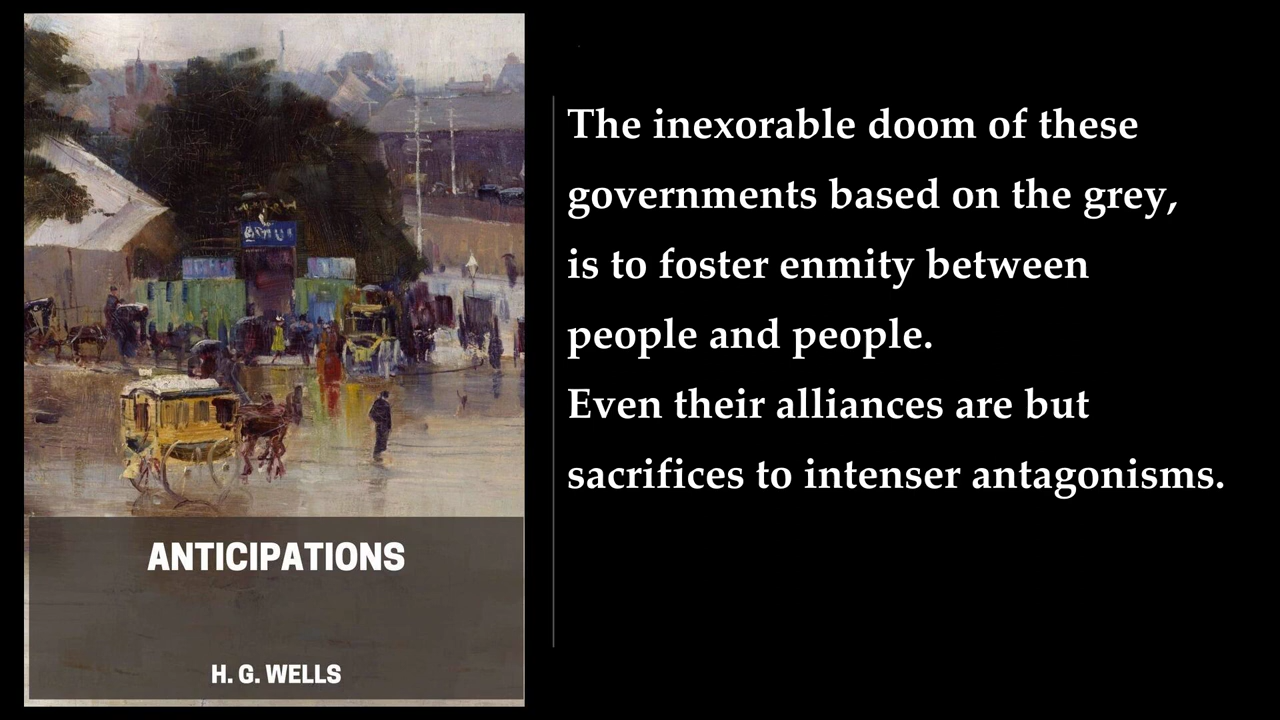 ANTICIPATIONS
H. G. WELLS
The inexorable doom of these
governments based on the grey,
is to foster enmity between
people and people.
Even their alliances are but
sacrifices to intenser antagonisms.